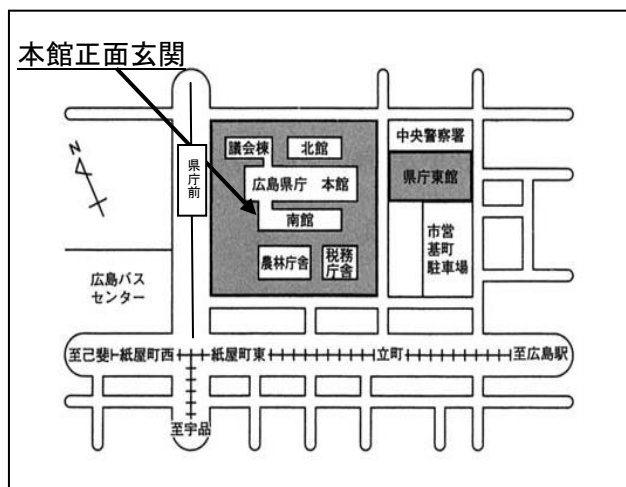 本館正面玄関
N
県庁前
議会棟
北館
広島県庁 本館
南館
農林庁舎
税務
庁舎
中央警察署
県庁東館
市営
基町
駐車場
広島バス
センター
至己斐
紙屋町西
紙屋町東
立町
至広島駅
至宇品